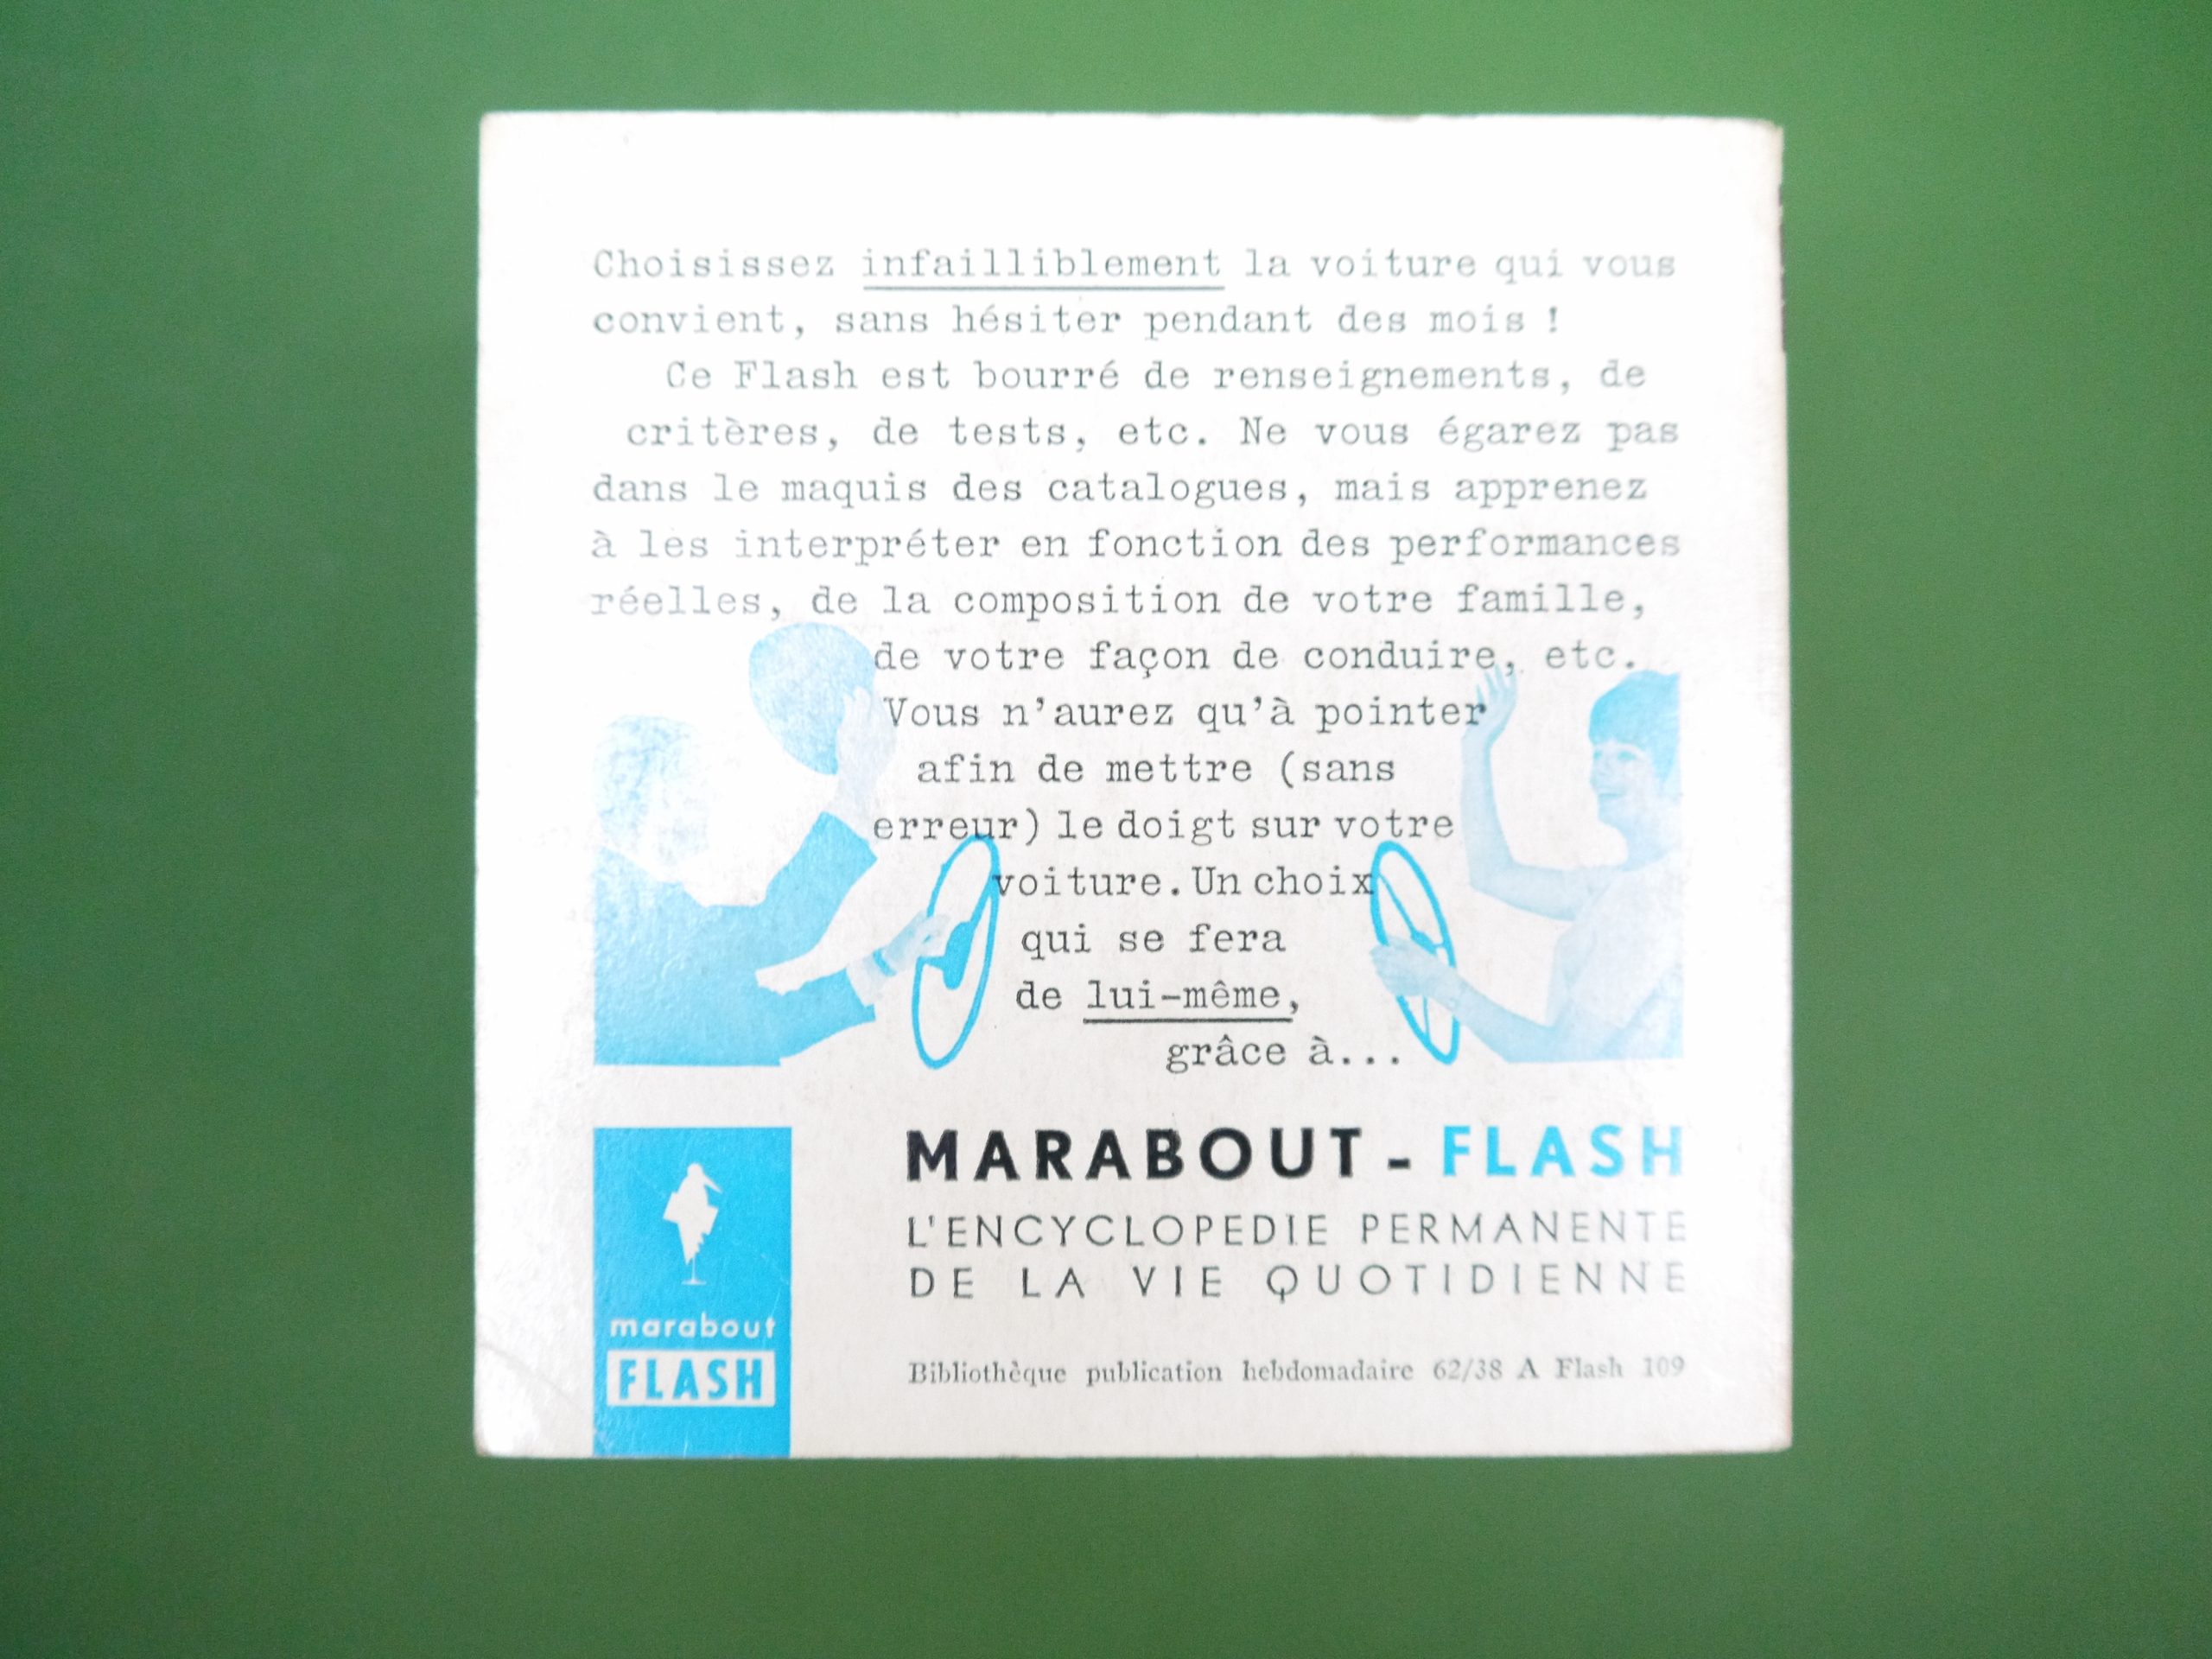 Choisissez infailliblement la voiture qui vous
convient, sans hésiter pendant des mois !
Ce Flash est bourré de renseignements, de
critères, de tests, etc. Ne vous égarez pas
dans le maquis des catalogues, mais apprenez
à les interpréter en fonction des performances
réelles, de la composition de votre famille,
de votre façon de conduire, etc.
Vous n'aurez qu'à pointer
afin de mettre (sans
erreur) le doigt sur votre
voiture. Un choix
qui se fera
de lui-même,
grâce à...
MARABOUT - FLASH
L'ENCYCLOPEDIE PERMANENTE
DE LA VIE QUOTIDIENNE
marabout
FLASH
Bibliothèque publication hebdomadaire 62/38 A Flash 109